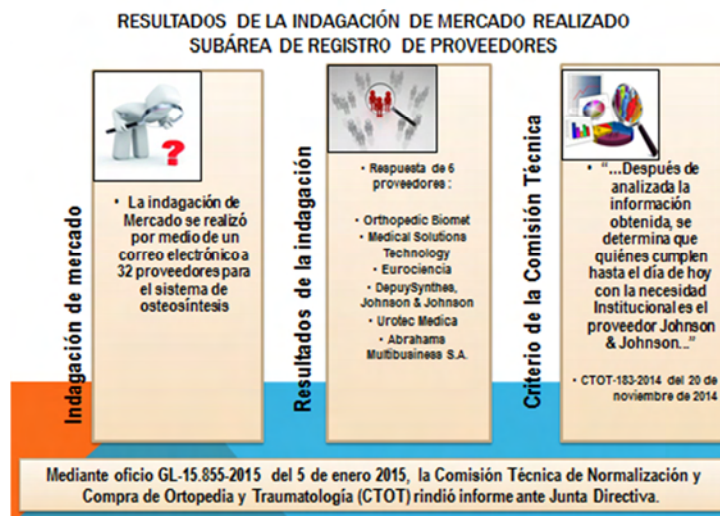 RESULTADOS DE LA INDAGACIÓN DE MERCADO REALIZADO
SUBÁREA DE REGISTRO DE PROVEEDORES
Indagación de mercado
• La indagación de
Mercado se realizó
por medio de un
correo electrónico a
32 proveedores para
el sistema de
osteosíntesis
Resultados de la indagación
• Respuesta de 6
proveedores :
• Orthopedic Biomet
• Medical Solutions
Technology
• Eurociencia
• DepuySynthes,
Johnson & Johnson
• Urotec Medica
• Abrahams
Multibusiness S.A.
Criterio de la Comisión Técnica
• “...Después de
analizada la
información
obtenida, se
determina que
quiénes cumplen
hasta el día de hoy
con la necesidad
Institucional es el
proveedor Johnson
& Johnson...”
• CTOT-183-2014 del 20 de
noviembre de 2014
Mediante oficio GL-15.855-2015 del 5 de enero 2015, la Comisión Técnica de Normalización y
Compra de Ortopedia y Traumatología (CTOT) rindió informe ante Junta Directiva.